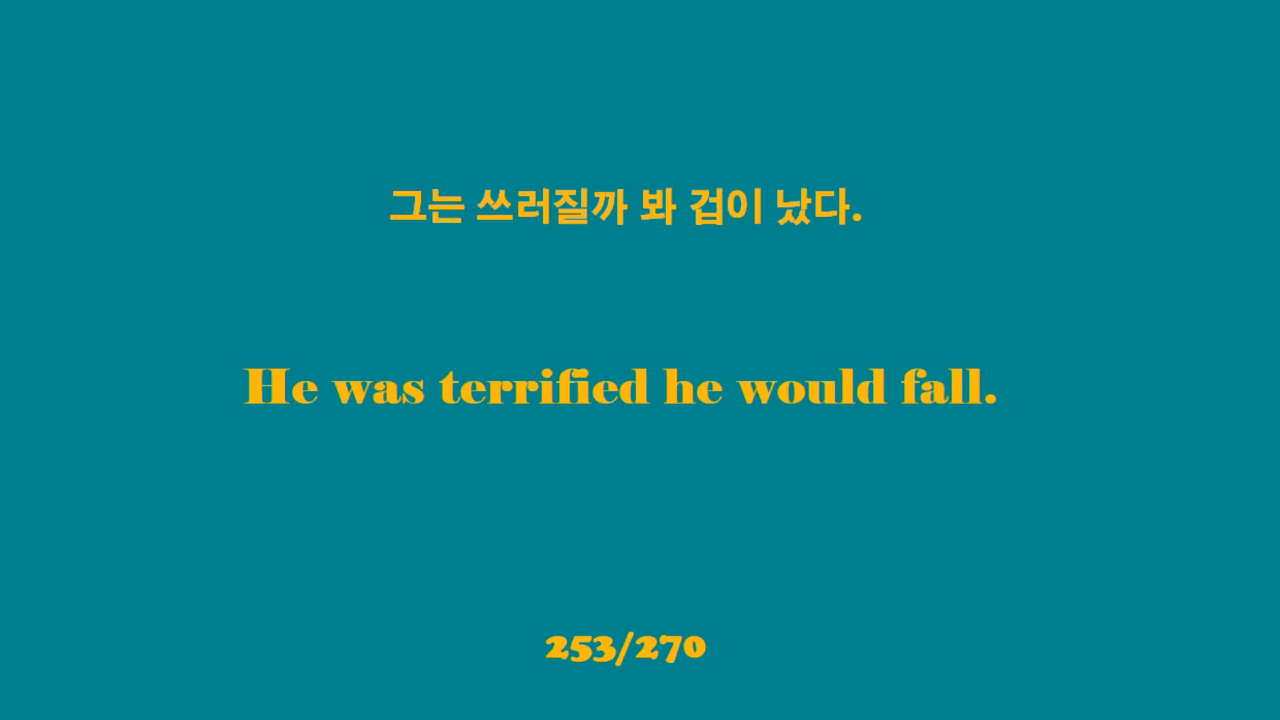 그는 쓰러질까 봐 겁이 났다.
He was terrified he would fall.
253/270